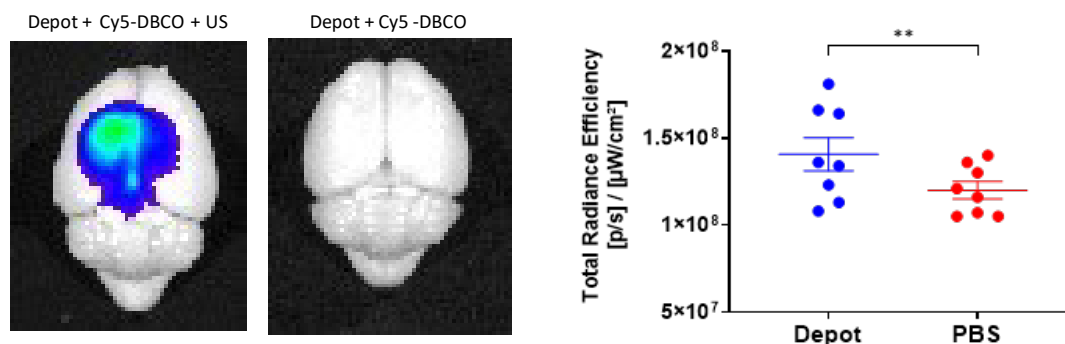 Depot + Cy5-DBCO + US
Depot + Cy5 -DBCO
**
Total Radiance Efficiency
[p/s] / [µW/cm²]
2×10⁸
1.5×10⁸
1×10⁸
5×10⁷
Depot
PBS